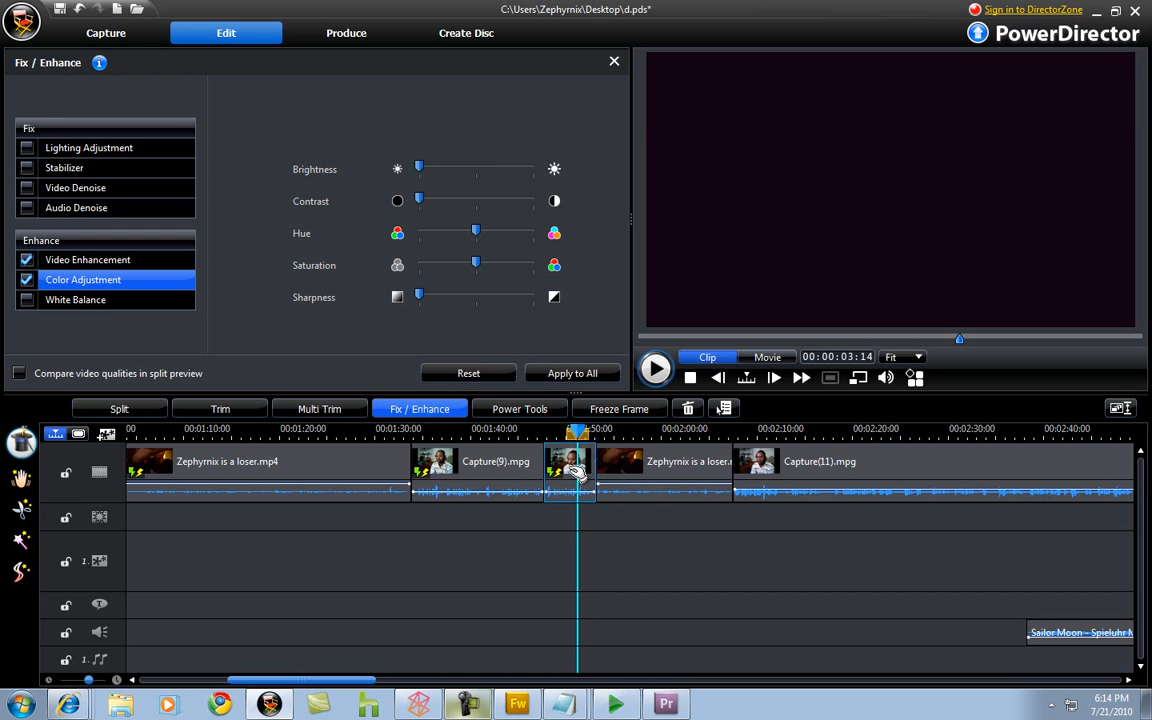 C:\Users\Zephyrnix\Desktop\d.pds*
Sign in to DirectorZone
Capture
Edit
Produce
Create Disc
PowerDirector
Fix / Enhance
Fix
Lighting Adjustment
Stabilizer
Video Denoise
Audio Denoise
Enhance
Video Enhancement
Color Adjustment
White Balance
Brightness
Contrast
Hue
Saturation
Sharpness
Compare video qualities in split preview
Reset
Apply to All
Clip
Movie
00:00:03:14
Fit
Split
Trim
Multi Trim
Fix / Enhance
Power Tools
Freeze Frame
00 00:01:10:00 00:01:20:00 00:01:30:00 00:01:40:00 50:00 00:02:00:00 00:02:10:00 00:02:20:00 00:02:30:00 00:02:40:00
Zephyrnix is a loser.mp4
Capture(9).mpg
Zephyrnix is a loser.
Capture(11).mpg
1.
Sailor Moon - Spieluhr M
1.
Fw
Pr
6:14 PM
7/21/2010